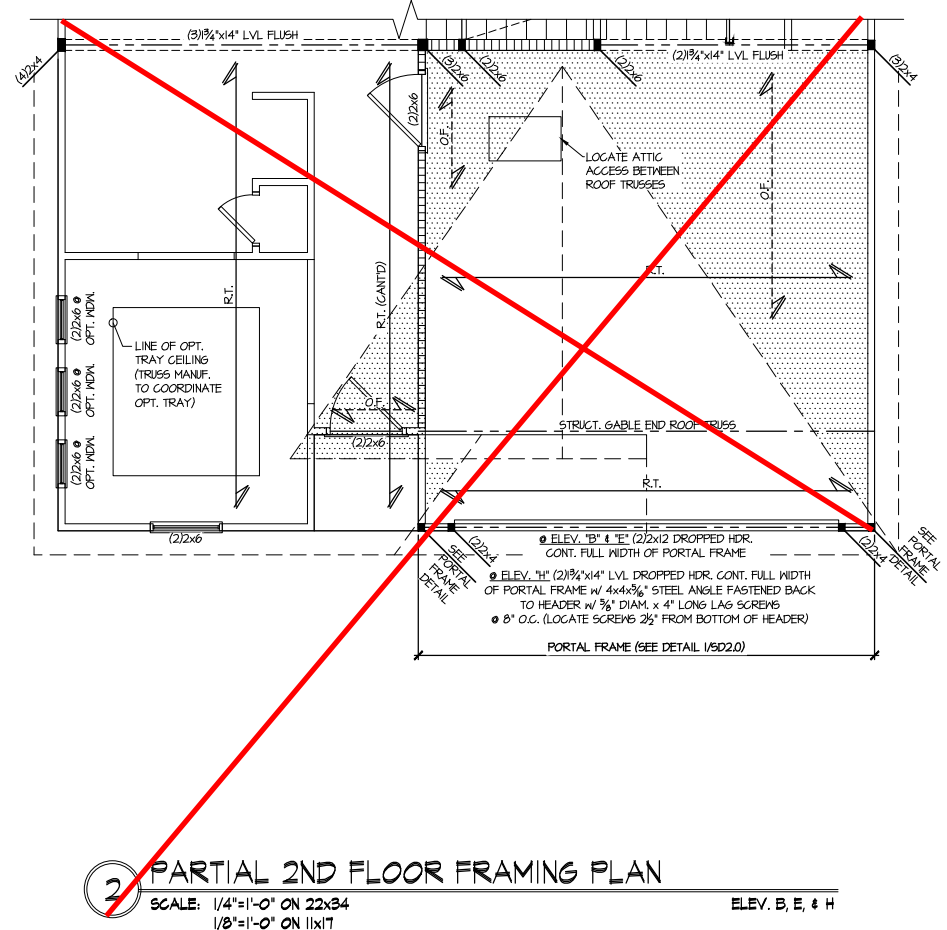 (3)1¾"x14" LVL FLUSH
(4)2x4
(3)2x6
(2)2x6
(2)2x6
(2)1¾"x14" LVL FLUSH
(3)2x4
(2)2x6
O.F.
LOCATE ATTIC
ACCESS BETWEEN
ROOF TRUSSES
O.F.
R.T.
R.T.
R.T. (CANT'D)
(2)2x6 @
OPT. WDW.
(2)2x6 @
OPT. WDW.
(2)2x6 @
OPT. WDW.
LINE OF OPT.
TRAY CEILING
(TRUSS MANUF.
TO COORDINATE
OPT. TRAY)
O.F.
(2)2x6
STRUCT. GABLE END ROOF TRUSS
R.T.
(2)2x6
SEE
PORTAL
FRAME
DETAIL
(2)2x4
@ ELEV. "B" & "E" (2)2x12 DROPPED HDR.
CONT. FULL WIDTH OF PORTAL FRAME
(2)2x4
SEE
PORTAL
FRAME
DETAIL
@ ELEV. "H" (2)1¾"x14" LVL DROPPED HDR. CONT. FULL WIDTH
OF PORTAL FRAME w/ 4x4x5/16" STEEL ANGLE FASTENED BACK
TO HEADER w/ ⅝" DIAM. x 4" LONG LAG SCREWS
@ 8" O.C. (LOCATE SCREWS 2½" FROM BOTTOM OF HEADER)
PORTAL FRAME (SEE DETAIL 1/SD2.0)
2
PARTIAL 2ND FLOOR FRAMING PLAN
SCALE: 1/4"=1'-0" ON 22x34
1/8"=1'-0" ON 11x17
ELEV. B, E, & H